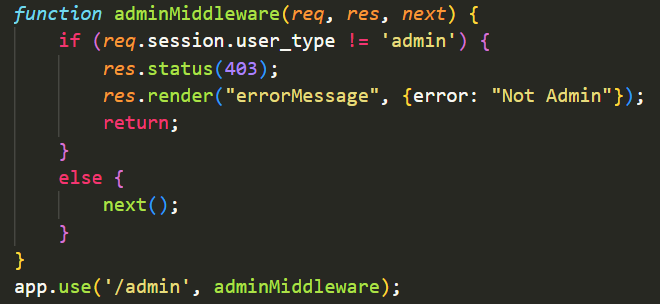 function adminMiddleware(req, res, next) {
    if (req.session.user_type != 'admin') {
        res.status(403);
        res.render("errorMessage", {error: "Not Admin"});
        return;
    }
    else {
        next();
    }
}
app.use('/admin', adminMiddleware);